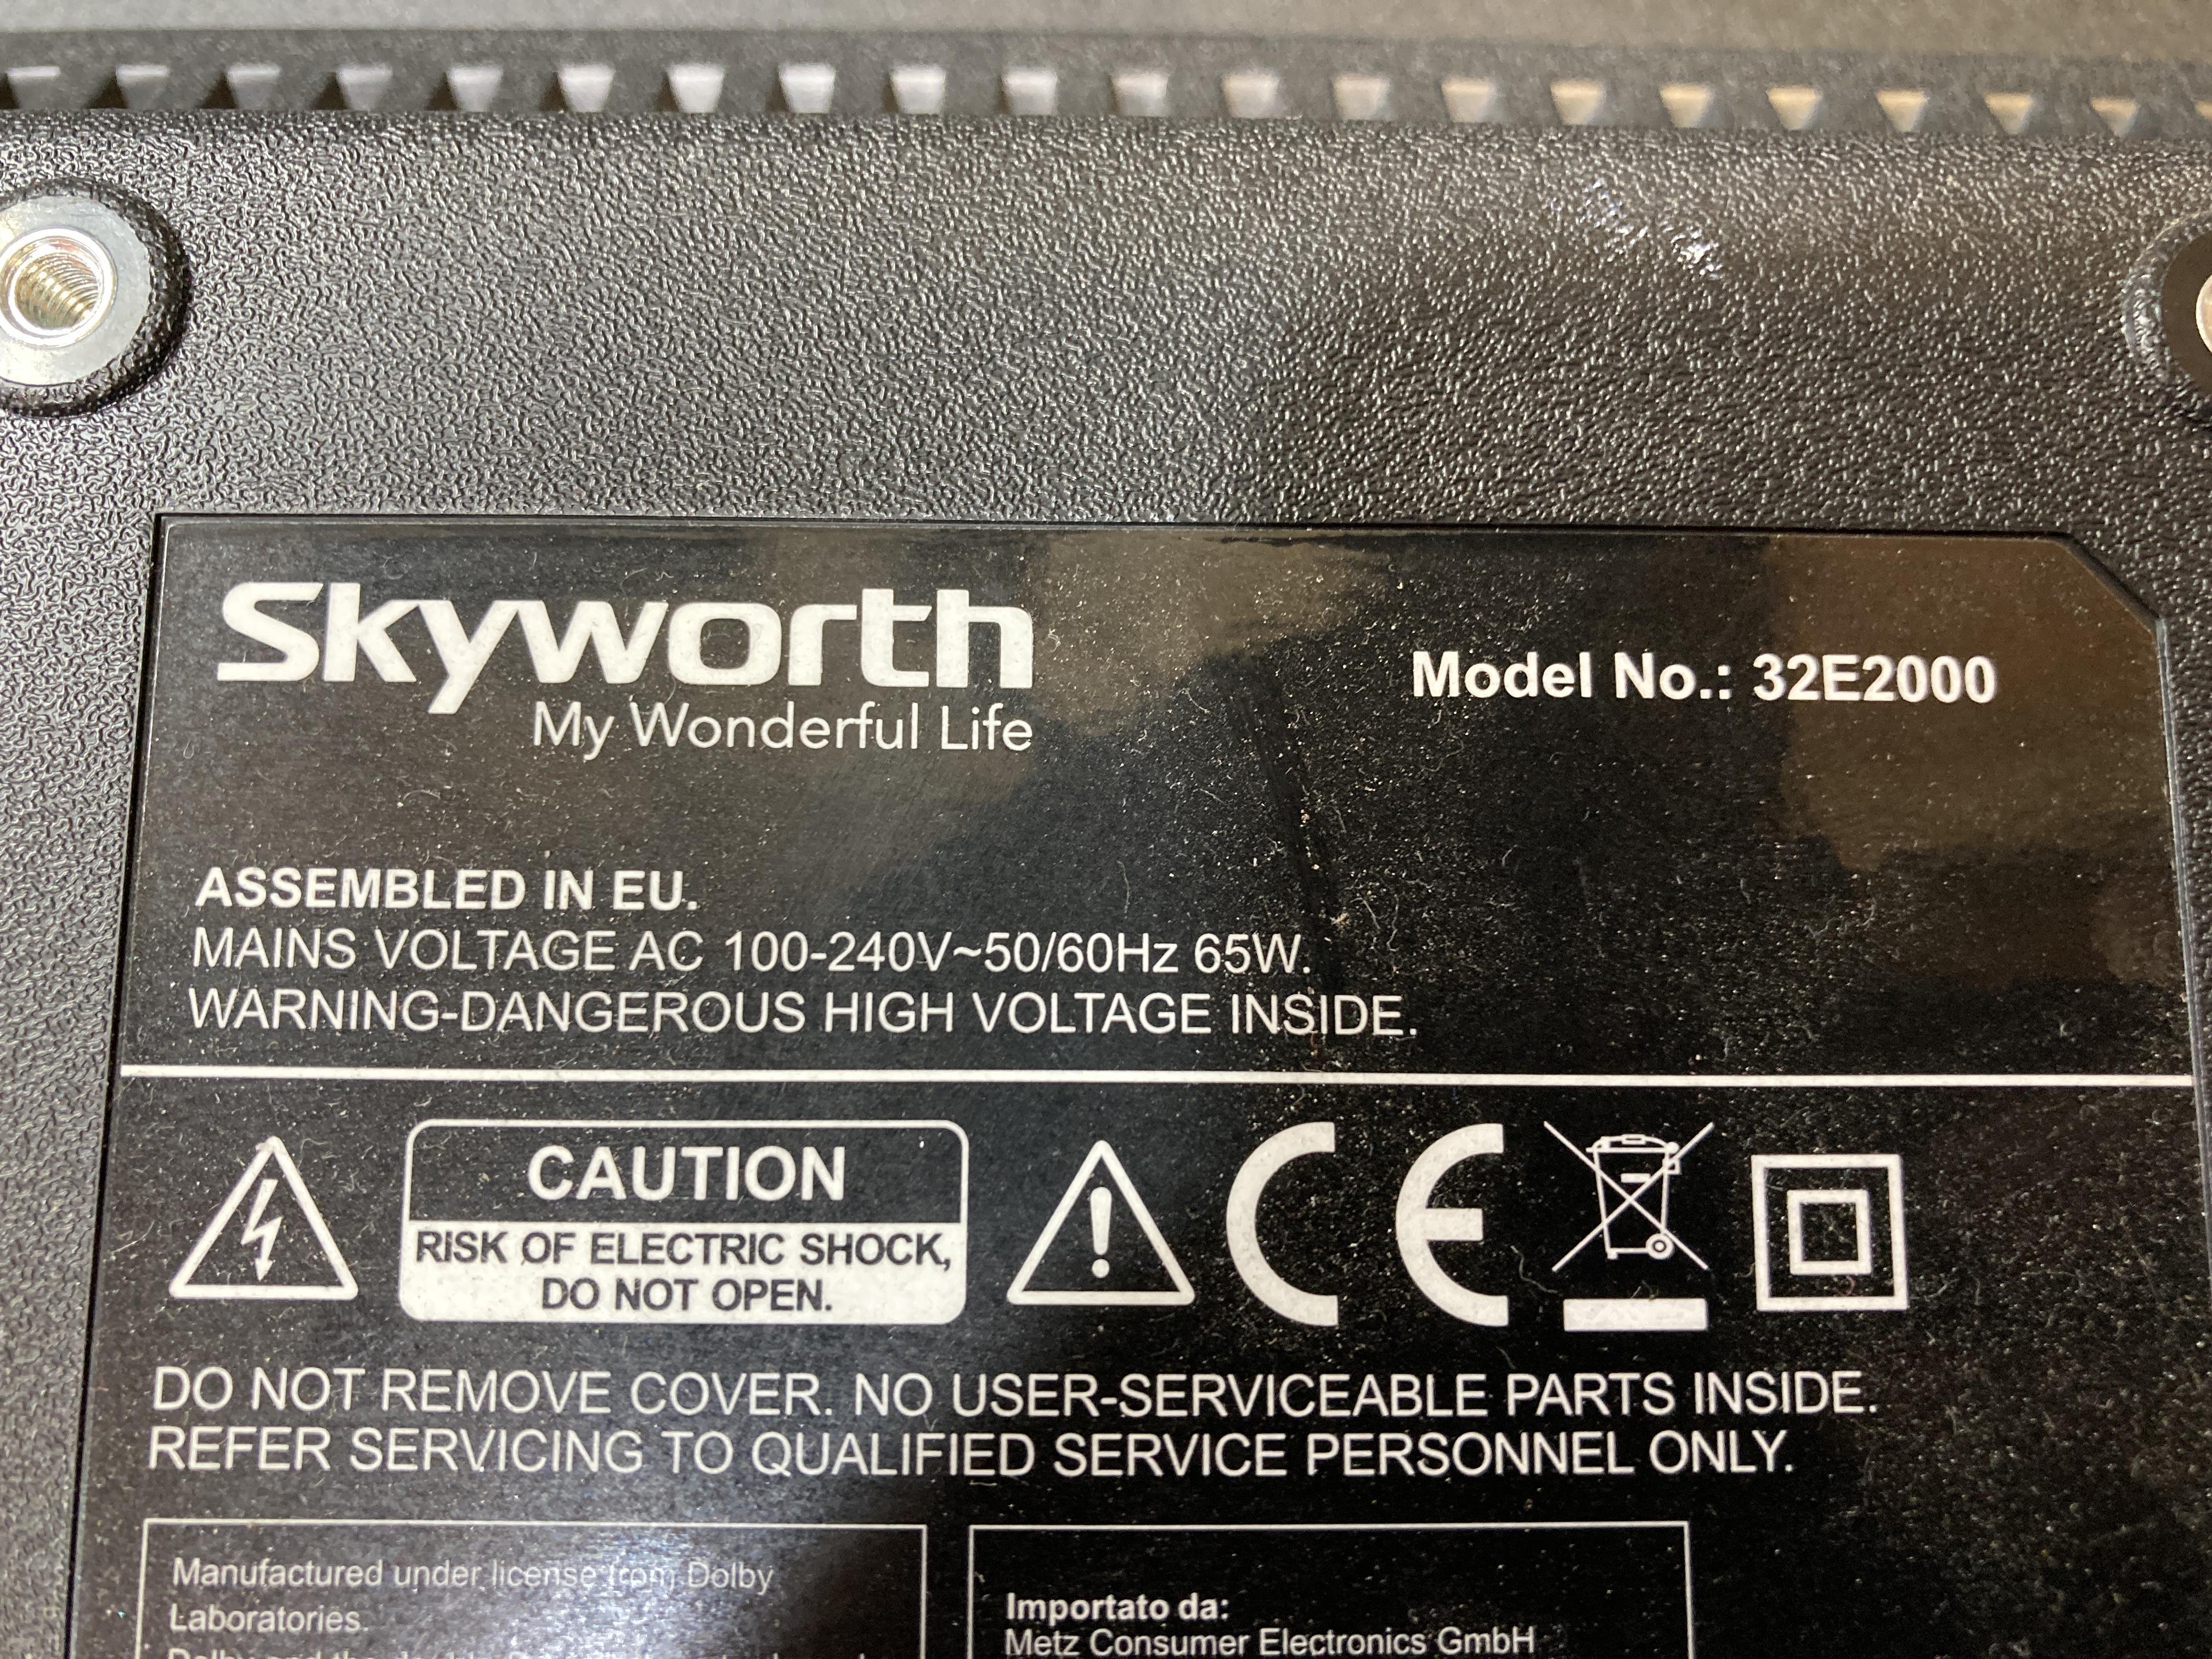 Skyworth
My Wonderful Life
Model No.: 32E2000
ASSEMBLED IN EU.
MAINS VOLTAGE AC 100-240V~50/60Hz 65W.
WARNING-DANGEROUS HIGH VOLTAGE INSIDE.
CAUTION
RISK OF ELECTRIC SHOCK,
DO NOT OPEN.
CE
DO NOT REMOVE COVER. NO USER-SERVICEABLE PARTS INSIDE.
REFER SERVICING TO QUALIFIED SERVICE PERSONNEL ONLY.
Manufactured under license from Dolby
Laboratories.
Importato da:
Metz Consumer Electronics GmbH